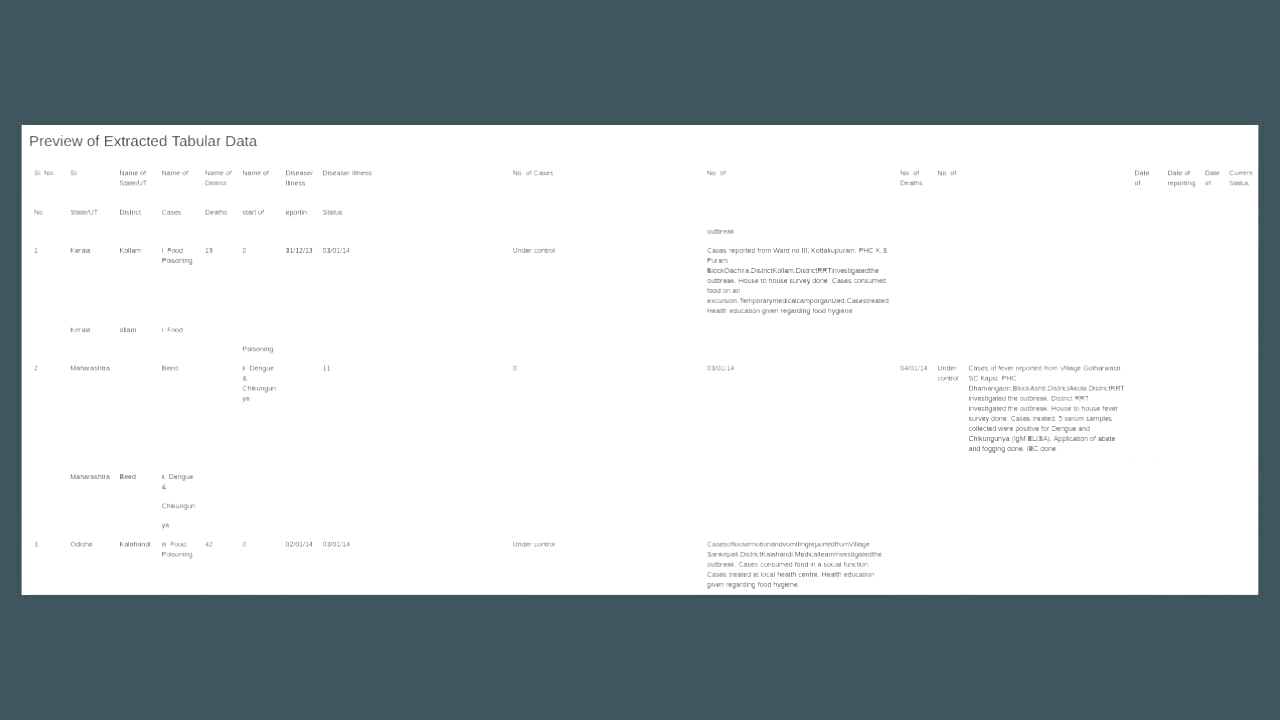 Preview of Extracted Tabular Data
Sl. No. Sl. Name of Name of Name of Name of Disease/ Disease/ Illness No. of Cases No. of No. of No. of Date Date of Date Current
State/UT District Illness Deaths of reporting of Status
No State/UT District Cases Deaths start of eportin Status
outbreak
1 Kerala Kollam i. Food 19 0 31/12/13 03/01/14 Under control Cases reported from Ward no III, Kottakupuram, PHC K.S.
Poisoning Puram
BlockOachira,DistrictKollam.DistrictRRTinvestigatedthe
outbreak. House to house survey done. Cases consumed
food on an
excursion.Temporarymedicalcamporganized.Casestreated.
Health education given regarding food hygiene
Kerala ollam i. Food
Poisoning
2 Maharashtra Beed ii. Dengue 11 0 03/01/14 04/01/14 Under Cases of fever reported from Village Golharwasti,
& control SC Kapsi, PHC
Chikungun Dhamangaon,BlockAshti,DistrictAkola.DistrictRRT
ya investigated the outbreak. District RRT
investigated the outbreak. House to house fever
survey done. Cases treated. 5 serum samples
collected were positive for Dengue and
Chikungunya (IgM ELISA). Application of abate
and fogging done. IEC done.
Maharashtra Beed ii. Dengue
&
Chikungun
ya
3 Odisha Kalahandi iii. Food 42 0 02/01/14 03/01/14 Under control CasesofloosemotionandvomitingreportedfromVillage
Poisoning Sankripali,DistrictKalahandi.Medicalteaminvestigatedthe
outbreak. Cases consumed food in a social function.
Cases treated at local health centre. Health education
given regarding food hygiene.